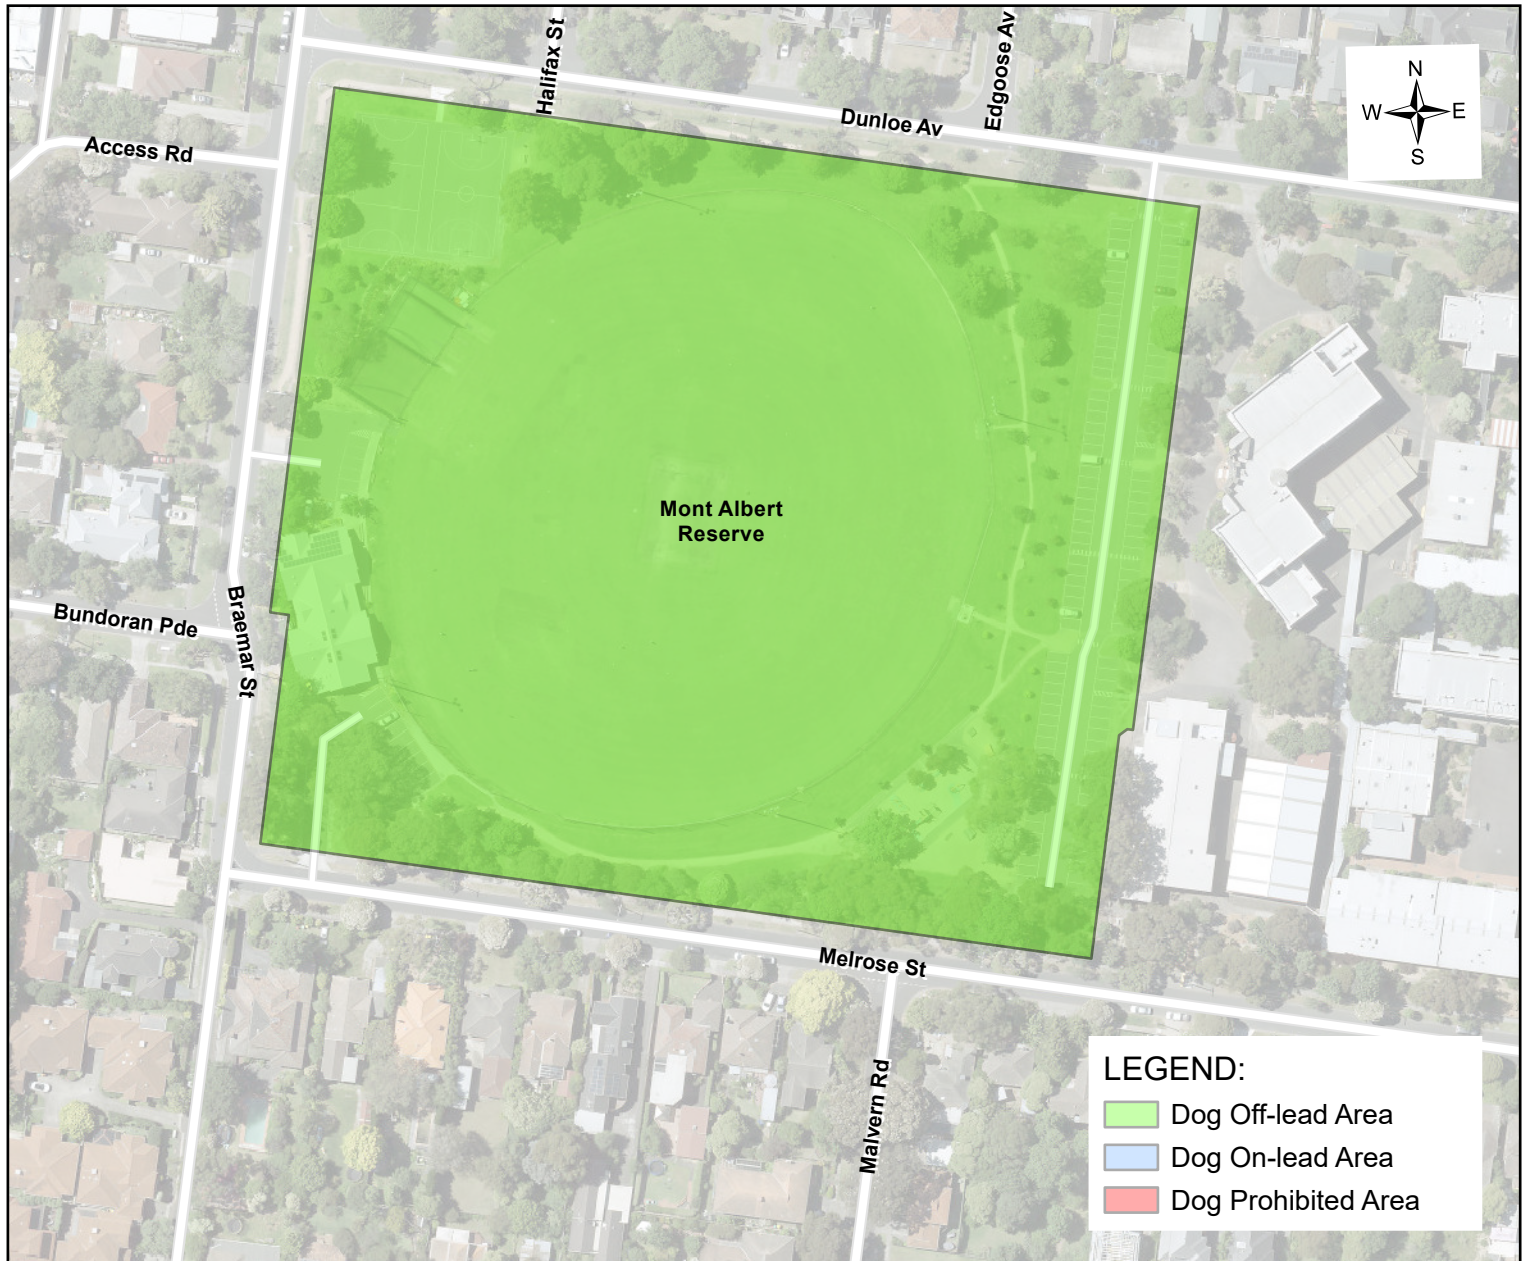 Halifax St
Edgoose Av
Dunloe Av
N
W
E
S
Access Rd
Mont Albert
Reserve
Bundoran Pde
Braemar St
Melrose St
Malvern Rd
LEGEND:
Dog Off-lead Area
Dog On-lead Area
Dog Prohibited Area